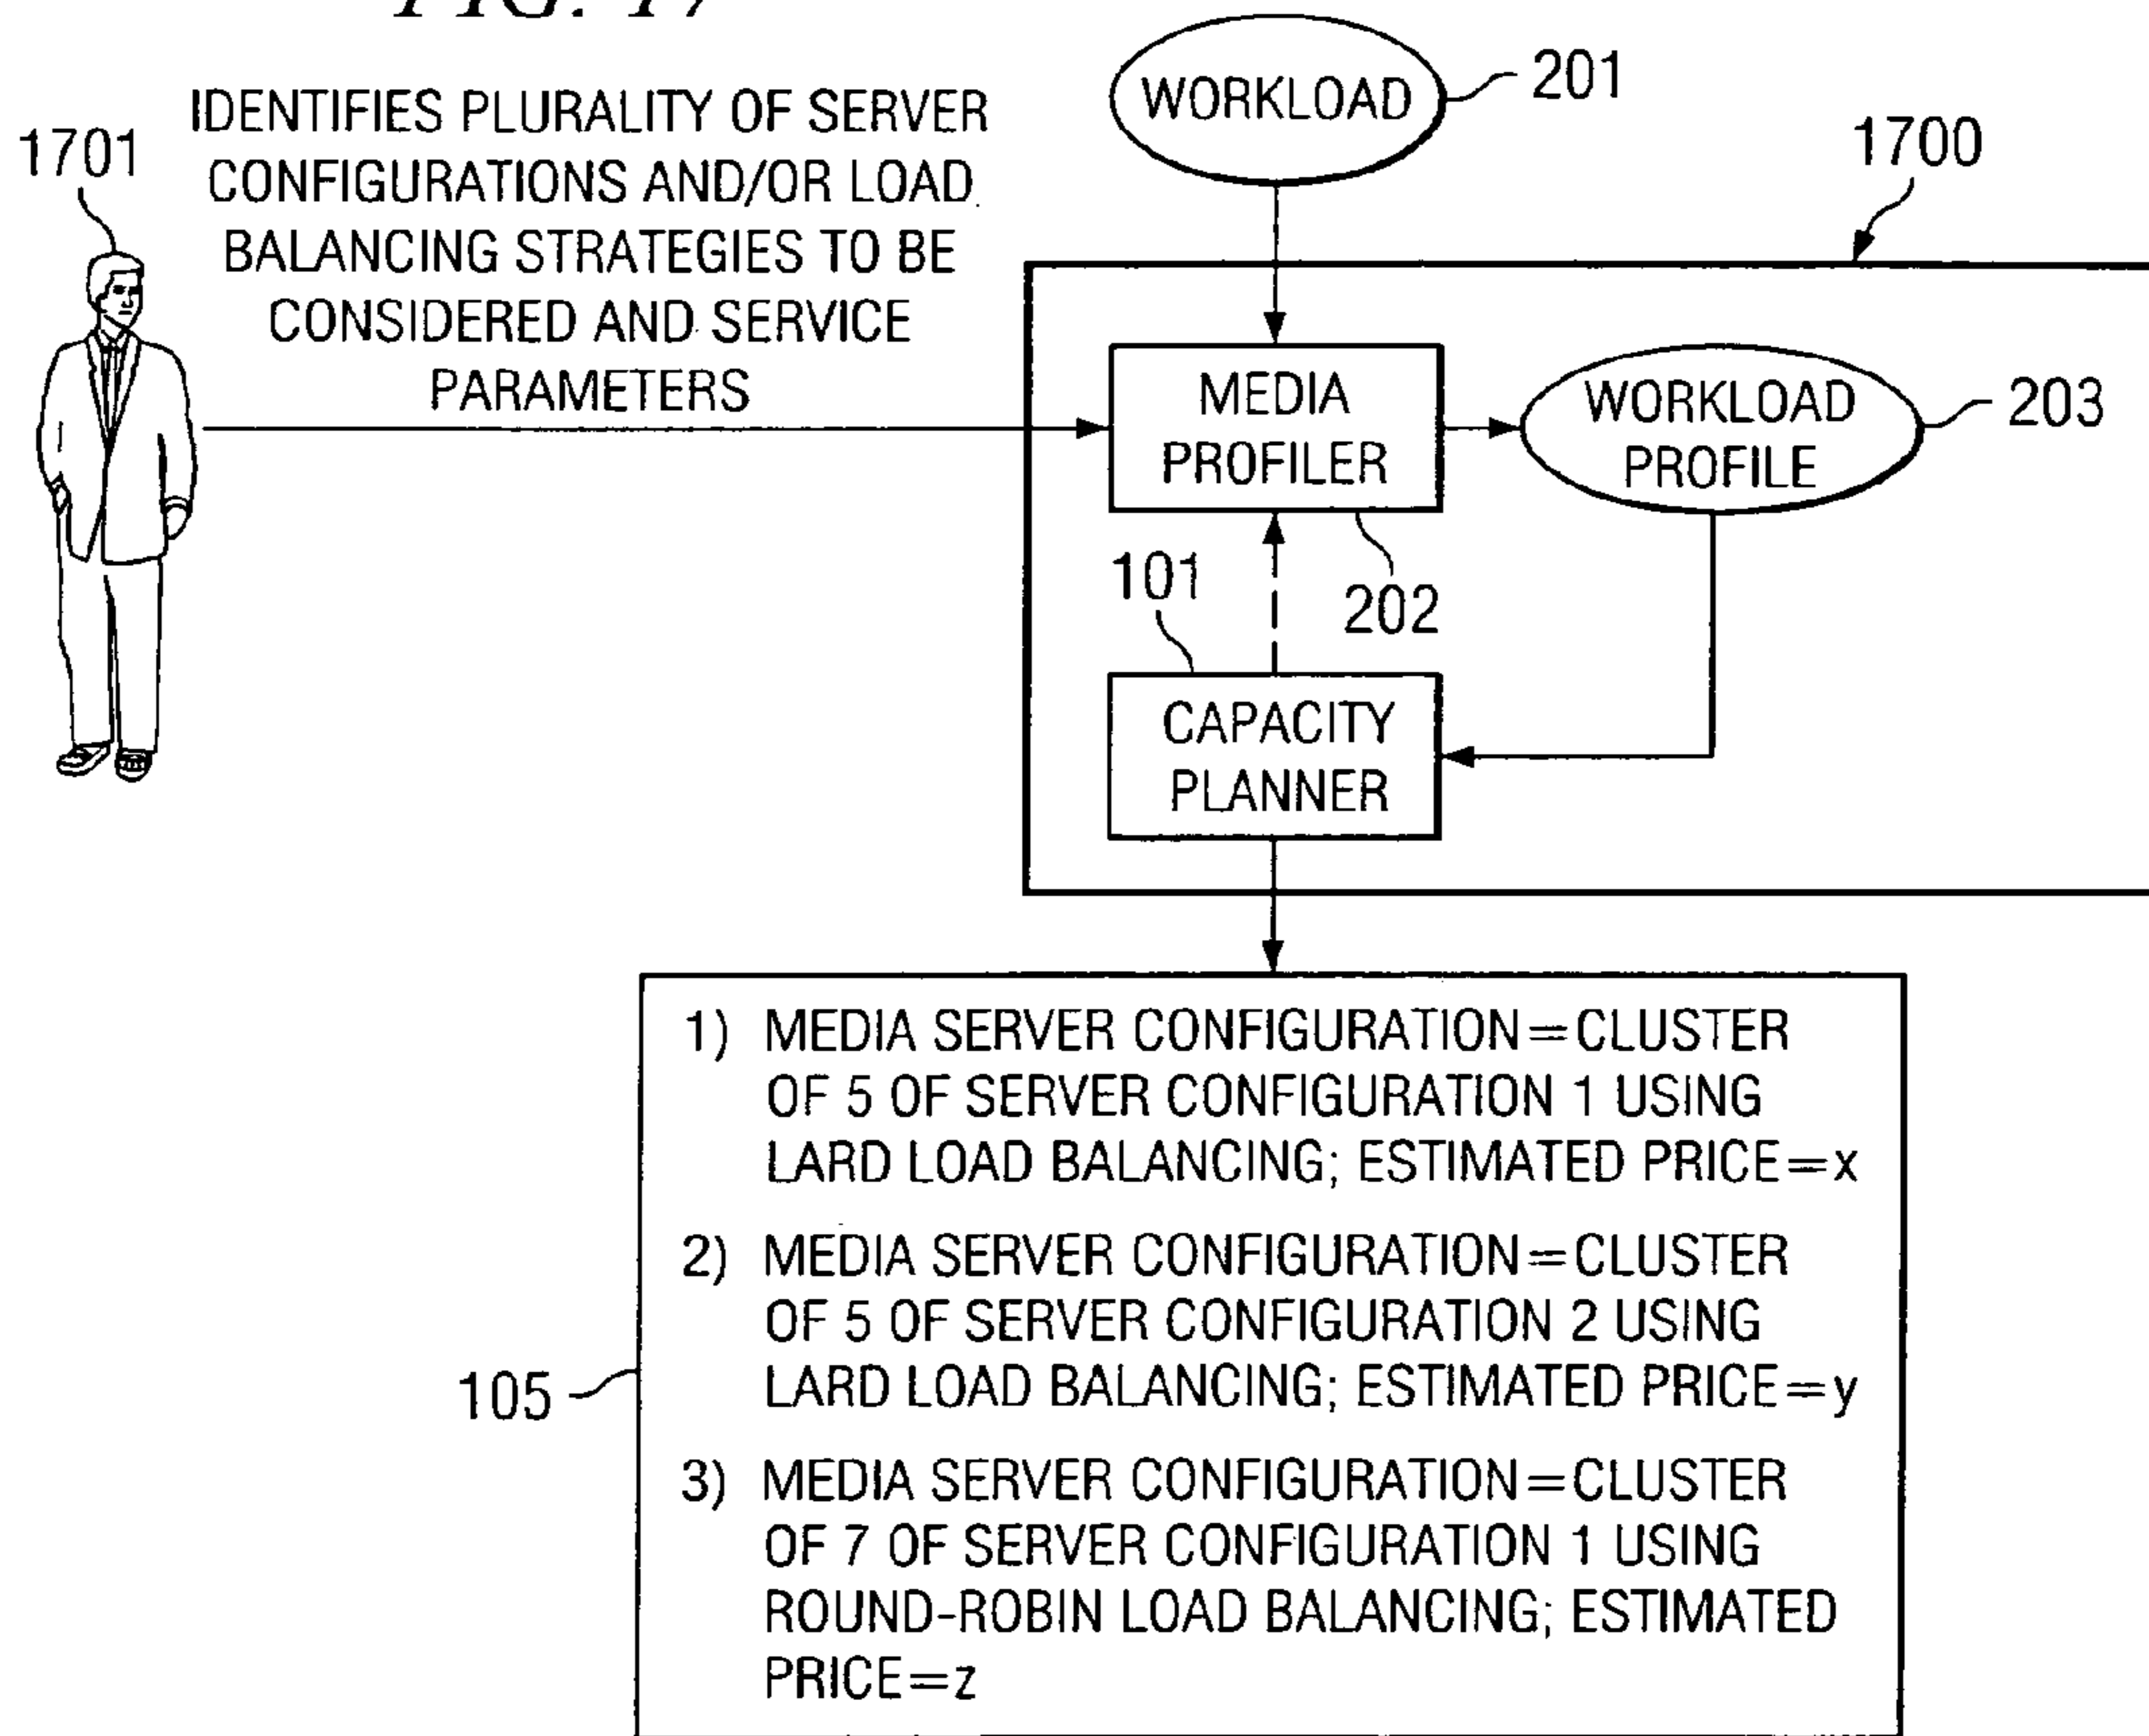 FIG. 17
IDENTIFIES PLURALITY OF SERVER
CONFIGURATIONS AND/OR LOAD
BALANCING STRATEGIES TO BE
CONSIDERED AND SERVICE
PARAMETERS
1701
WORKLOAD
201
1700
MEDIA
PROFILER
WORKLOAD
PROFILE
203
101
202
CAPACITY
PLANNER
105
1) MEDIA SERVER CONFIGURATION=CLUSTER
OF 5 OF SERVER CONFIGURATION 1 USING
LARD LOAD BALANCING; ESTIMATED PRICE=x
2) MEDIA SERVER CONFIGURATION=CLUSTER
OF 5 OF SERVER CONFIGURATION 2 USING
LARD LOAD BALANCING; ESTIMATED PRICE=y
3) MEDIA SERVER CONFIGURATION=CLUSTER
OF 7 OF SERVER CONFIGURATION 1 USING
ROUND-ROBIN LOAD BALANCING; ESTIMATED
PRICE=z